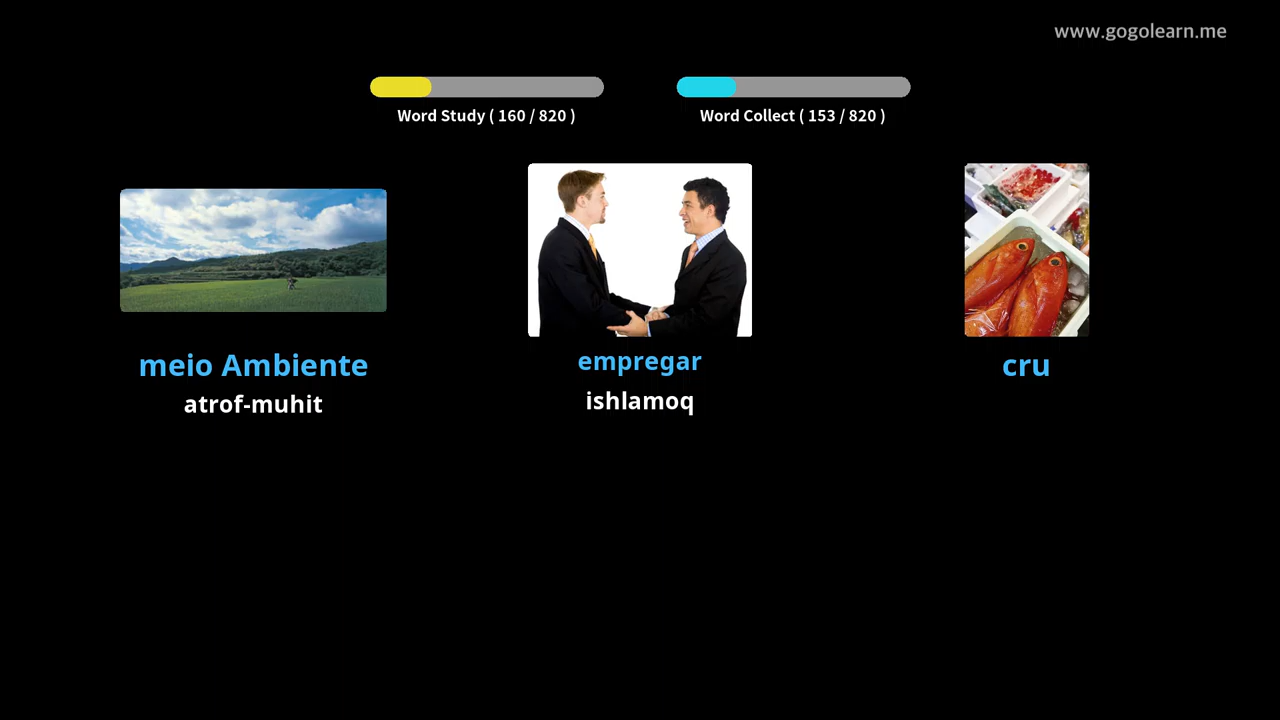 www.gogolearn.me
Word Study ( 160 / 820 )
Word Collect ( 153 / 820 )
meio Ambiente
atrof-muhit
empregar
ishlamoq
cru